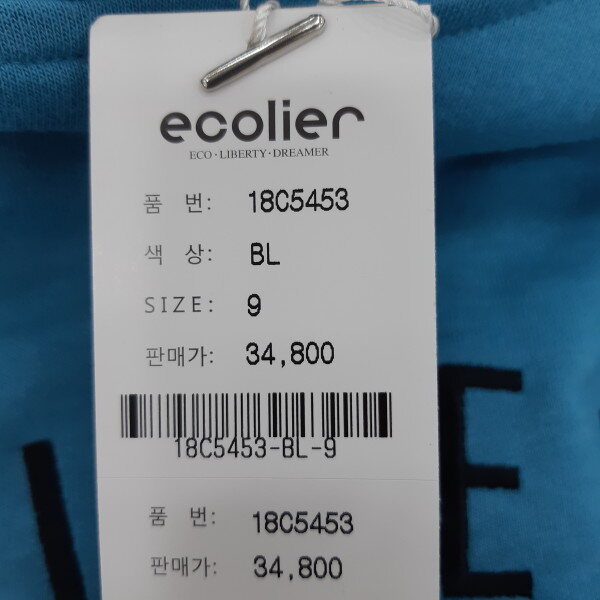 ecolier
ECO·LIBERTY·DREAMER
품 번: 18C5453
색 상: BL
SIZE: 9
판매가: 34,800
18C5453-BL-9
품 번: 18C5453
판매가: 34,800
E